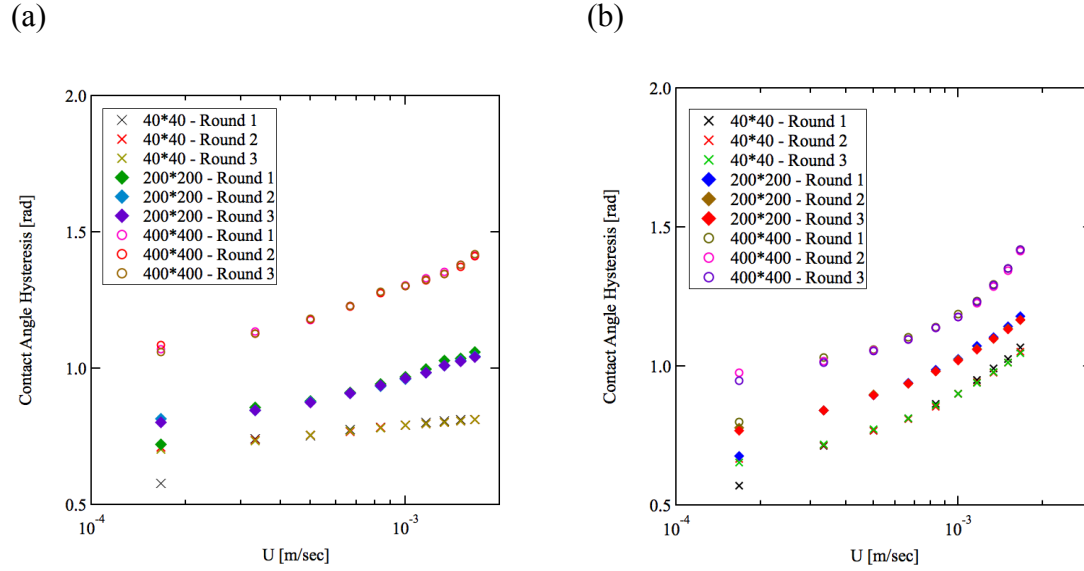 (a)
Contact Angle Hysteresis [rad]
2.0
1.5
1.0
0.5
40*40 - Round 1
40*40 - Round 2
40*40 - Round 3
200*200 - Round 1
200*200 - Round 2
200*200 - Round 3
400*400 - Round 1
400*400 - Round 2
400*400 - Round 3
10⁻⁴
10⁻³
U [m/sec]
(b)
Contact Angle Hysteresis [rad]
2.0
1.5
1.0
0.5
40*40 - Round 1
40*40 - Round 2
40*40 - Round 3
200*200 - Round 1
200*200 - Round 2
200*200 - Round 3
400*400 - Round 1
400*400 - Round 2
400*400 - Round 3
10⁻⁴
10⁻³
U [m/sec]